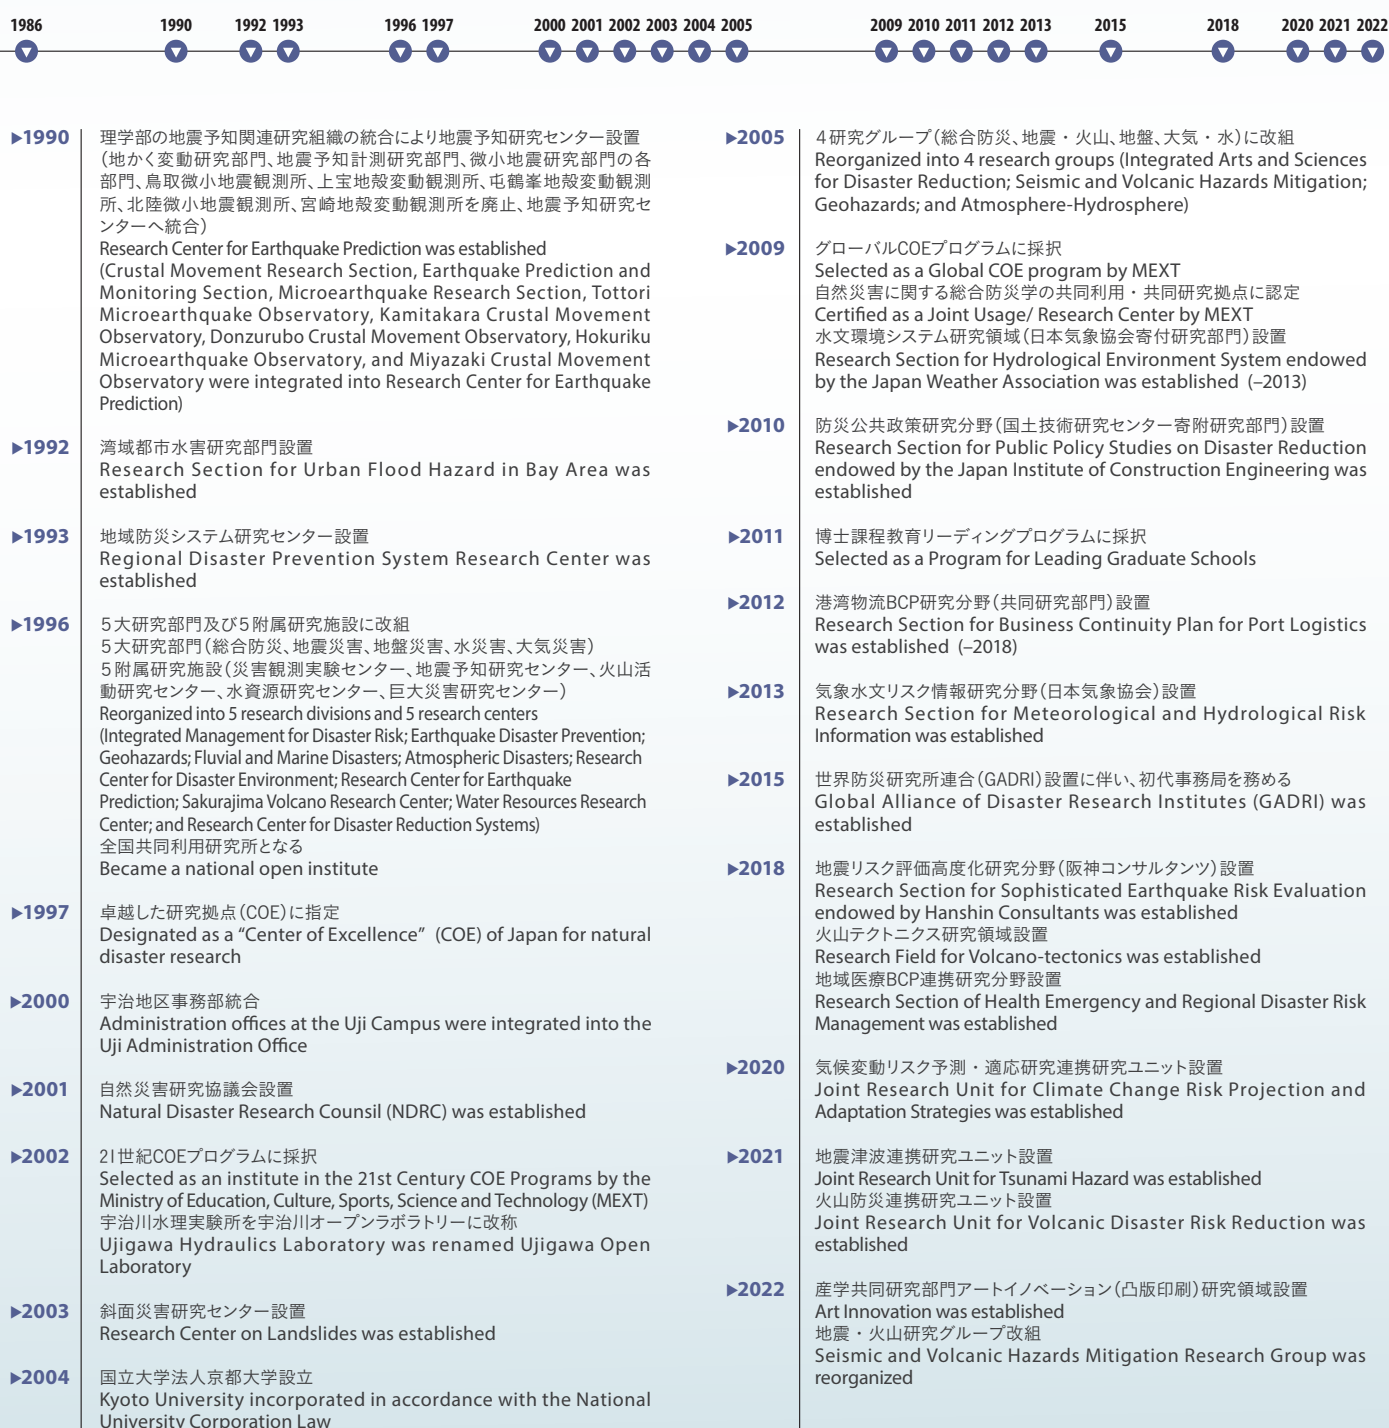 1986 1990 1992 1993 1996 1997 2000 2001 2002 2003 2004 2005 2009 2010 2011 2012 2013 2015 2018 2020 2021 2022
▶1990 理学部の地震予知関連研究組織の統合により地震予知研究センター設置
（地かく変動研究部門、地震予知計測研究部門、微小地震研究部門の各
部門、鳥取微小地震観測所、上宝地殻変動観測所、屯鶴峯地殻変動観測
所、北陸微小地震観測所、宮崎地殻変動観測所を廃止、地震予知研究セ
ンターへ統合）
Research Center for Earthquake Prediction was established
(Crustal Movement Research Section, Earthquake Prediction and
Monitoring Section, Microearthquake Research Section, Tottori
Microearthquake Observatory, Kamitakara Crustal Movement
Observatory, Donzurubo Crustal Movement Observatory, Hokuriku
Microearthquake Observatory, and Miyazaki Crustal Movement
Observatory were integrated into Research Center for Earthquake
Prediction)
▶1992 湾域都市水害研究部門設置
Research Section for Urban Flood Hazard in Bay Area was
established
▶1993 地域防災システム研究センター設置
Regional Disaster Prevention System Research Center was
established
▶1996 5大研究部門及び5附属研究施設に改組
5大研究部門（総合防災、地震災害、地盤災害、水災害、大気災害）
5附属研究施設（災害観測実験センター、地震予知研究センター、火山活
動研究センター、水資源研究センター、巨大災害研究センター）
Reorganized into 5 research divisions and 5 research centers
(Integrated Management for Disaster Risk; Earthquake Disaster Prevention;
Geohazards; Fluvial and Marine Disasters; Atmospheric Disasters; Research
Center for Disaster Environment; Research Center for Earthquake
Prediction; Sakurajima Volcano Research Center; Water Resources Research
Center; and Research Center for Disaster Reduction Systems)
全国共同利用研究所となる
Became a national open institute
▶1997 卓越した研究拠点（COE）に指定
Designated as a “Center of Excellence” (COE) of Japan for natural
disaster research
▶2000 宇治地区事務部統合
Administration offices at the Uji Campus were integrated into the
Uji Administration Office
▶2001 自然災害研究協議会設置
Natural Disaster Research Counsil (NDRC) was established
▶2002 21世紀COEプログラムに採択
Selected as an institute in the 21st Century COE Programs by the
Ministry of Education, Culture, Sports, Science and Technology (MEXT)
宇治川水理実験所を宇治川オープンラボラトリーに改称
Ujigawa Hydraulics Laboratory was renamed Ujigawa Open
Laboratory
▶2003 斜面災害研究センター設置
Research Center on Landslides was established
▶2004 国立大学法人京都大学設立
Kyoto University incorporated in accordance with the National
University Corporation Law
▶2005 4研究グループ（総合防災、地震・火山、地盤、大気・水）に改組
Reorganized into 4 research groups (Integrated Arts and Sciences
for Disaster Reduction; Seismic and Volcanic Hazards Mitigation;
Geohazards; and Atmosphere-Hydrosphere)
▶2009 グローバルCOEプログラムに採択
Selected as a Global COE program by MEXT
自然災害に関する総合防災学の共同利用・共同研究拠点に認定
Certified as a Joint Usage/ Research Center by MEXT
水文環境システム研究領域（日本気象協会寄付研究部門）設置
Research Section for Hydrological Environment System endowed
by the Japan Weather Association was established (–2013)
▶2010 防災公共政策研究分野（国土技術研究センター寄附研究部門）設置
Research Section for Public Policy Studies on Disaster Reduction
endowed by the Japan Institute of Construction Engineering was
established
▶2011 博士課程教育リーディングプログラムに採択
Selected as a Program for Leading Graduate Schools
▶2012 港湾物流BCP研究分野（共同研究部門）設置
Research Section for Business Continuity Plan for Port Logistics
was established (–2018)
▶2013 気象水文リスク情報研究分野（日本気象協会）設置
Research Section for Meteorological and Hydrological Risk
Information was established
▶2015 世界防災研究所連合（GADRI）設置に伴い、初代事務局を務める
Global Alliance of Disaster Research Institutes (GADRI) was
established
▶2018 地震リスク評価高度化研究分野（阪神コンサルタンツ）設置
Research Section for Sophisticated Earthquake Risk Evaluation
endowed by Hanshin Consultants was established
火山テクトニクス研究領域設置
Research Field for Volcano-tectonics was established
地域医療BCP連携研究分野設置
Research Section of Health Emergency and Regional Disaster Risk
Management was established
▶2020 気候変動リスク予測・適応研究連携研究ユニット設置
Joint Research Unit for Climate Change Risk Projection and
Adaptation Strategies was established
▶2021 地震津波連携研究ユニット設置
Joint Research Unit for Tsunami Hazard was established
火山防災連携研究ユニット設置
Joint Research Unit for Volcanic Disaster Risk Reduction was
established
▶2022 産学共同研究部門アートイノベーション（凸版印刷）研究領域設置
Art Innovation was established
地震・火山研究グループ改組
Seismic and Volcanic Hazards Mitigation Research Group was
reorganized